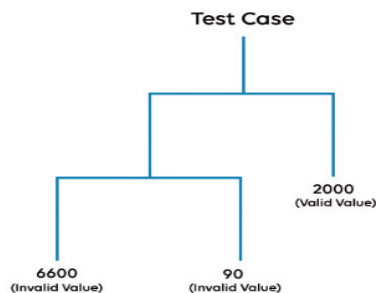 Test Case
2000
(Valid Value)
6600
(Invalid Value)
90
(Invalid Value)